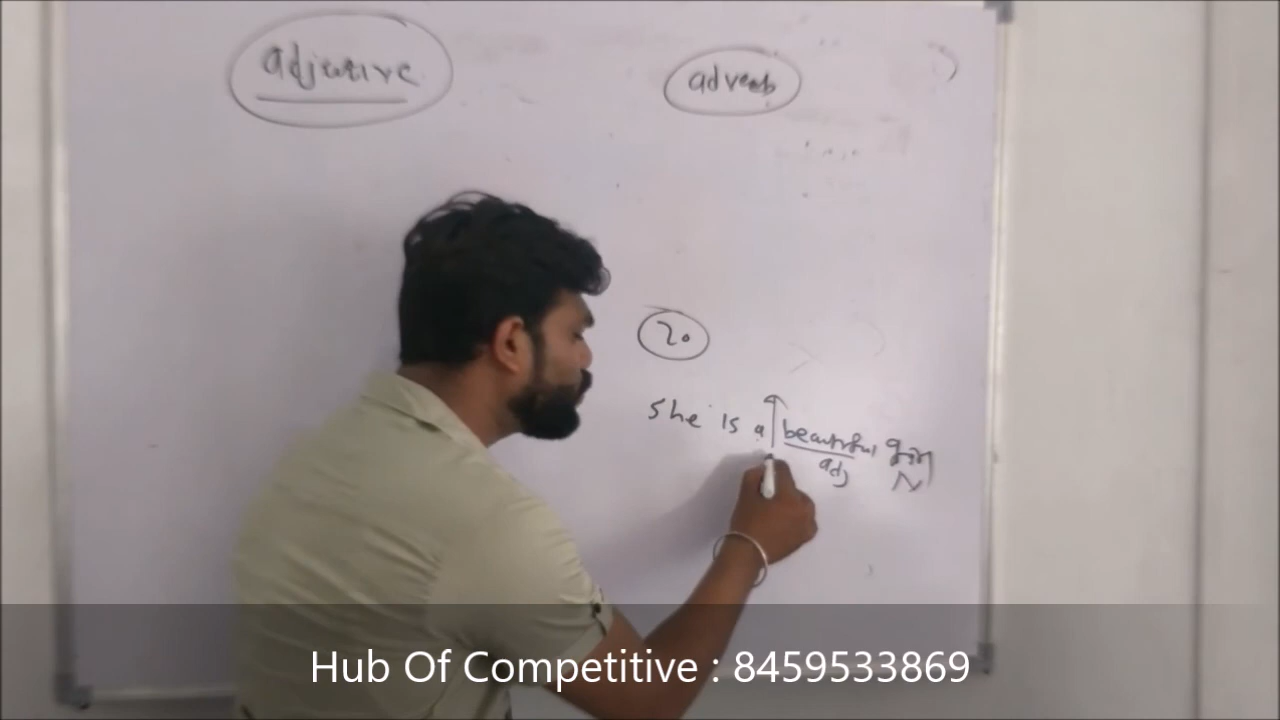 adjective
adverb
20
She is a beautiful girl
adj N
Hub Of Competitive : 8459533869